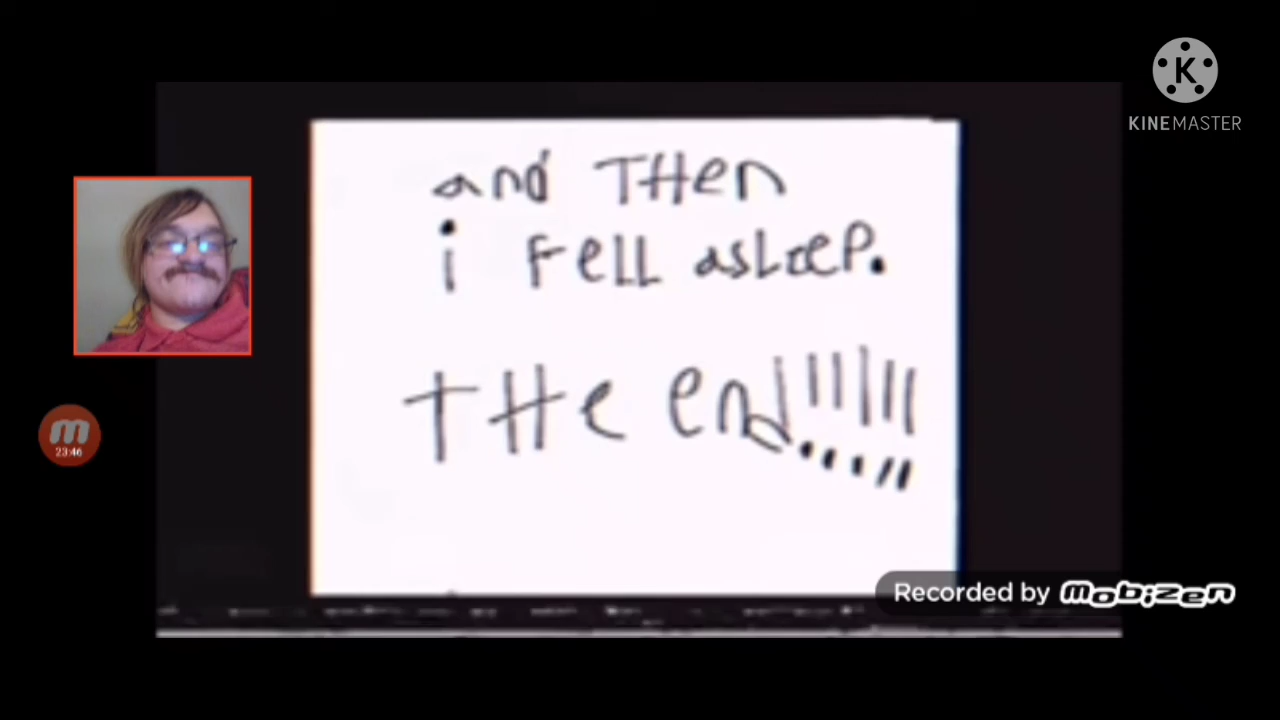 K
KINEMASTER
and THen
i Fell asleep.
THe end!!!!!
m
23:46
Recorded by mobizen